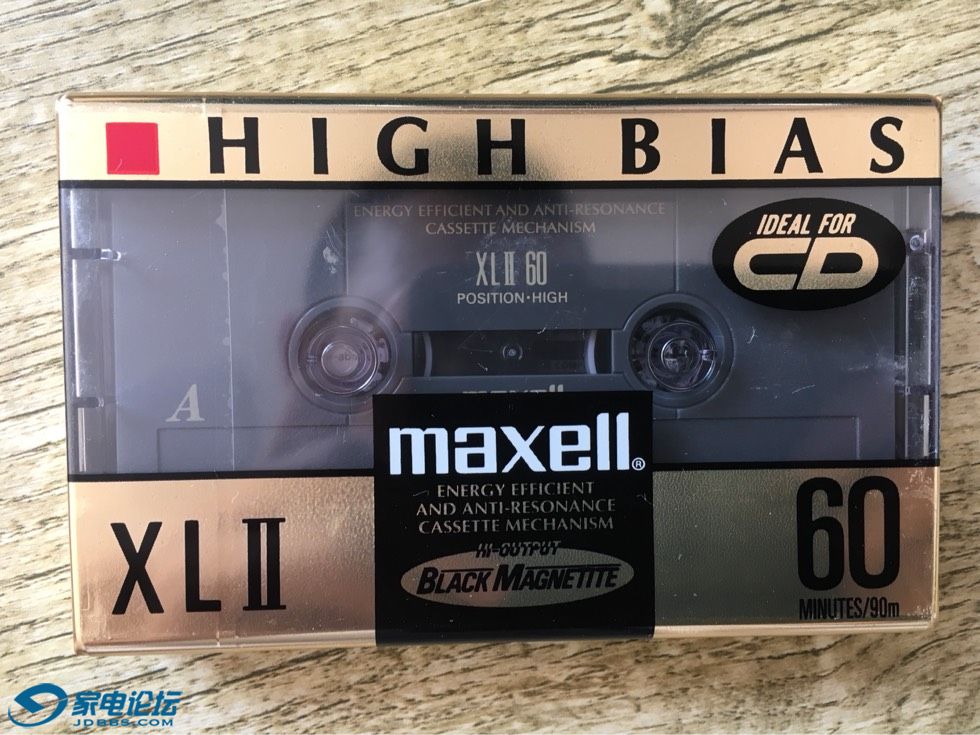 HIGH BIAS
ENERGY EFFICIENT AND ANTI-RESONANCE
CASSETTE MECHANISM
XLII 60
POSITION·HIGH
IDEAL FOR
CD
A
maxell
maxell®
ENERGY EFFICIENT
AND ANTI-RESONANCE
CASSETTE MECHANISM
HI-OUTPUT
BLACK MAGNETITE
XLII
60
MINUTES/90m
家电论坛
JDBBS.COM